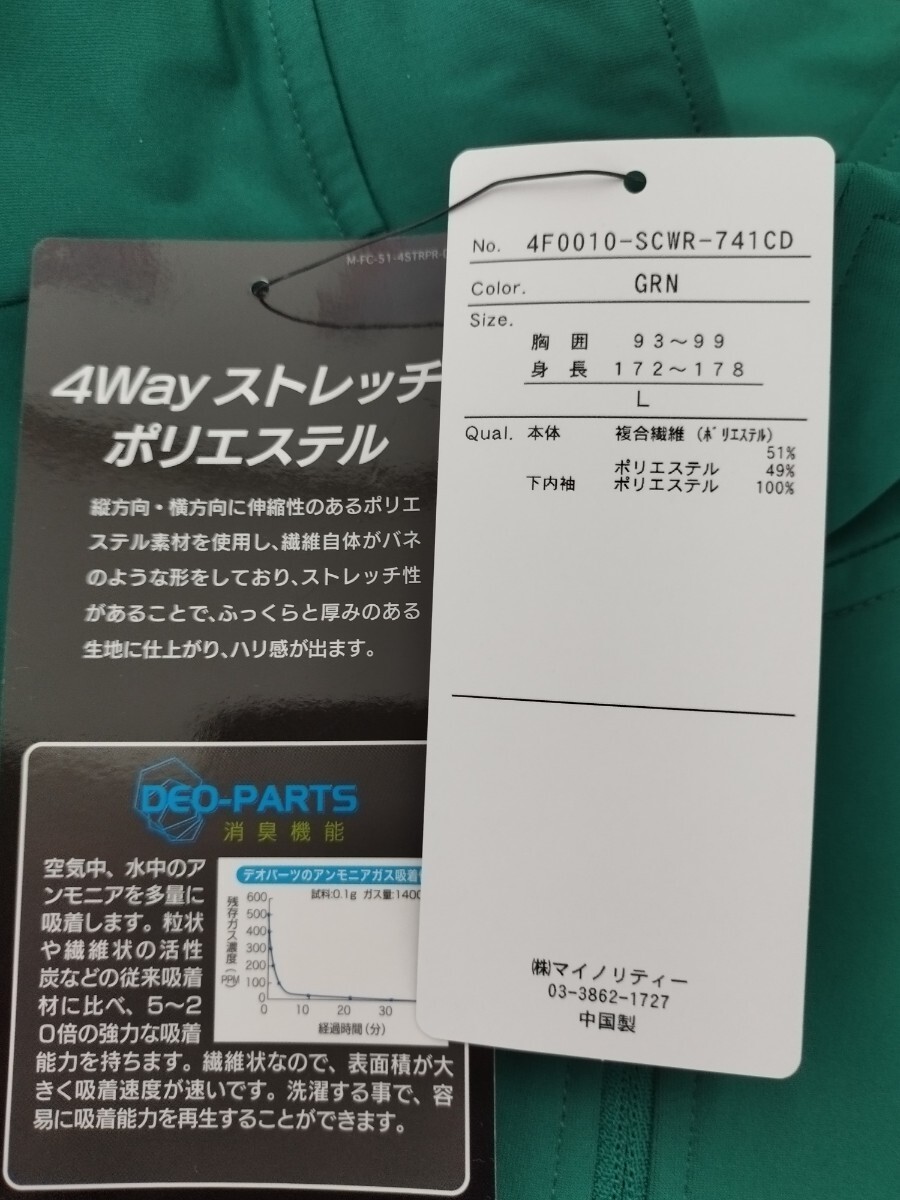 M-FC-51-4STRPR-
4Way ストレッチ
ポリエステル
縦方向・横方向に伸縮性のあるポリエ
ステル素材を使用し、繊維自体がバネ
のような形をしており、ストレッチ性
があることで、ふっくらと厚みのある
生地に仕上がり、ハリ感が出ます。
DEO-PARTS
消臭機能
空気中、水中のア
ンモニアを多量に
吸着します。粒状
や繊維状の活性
炭などの従来吸着
材に比べ、5〜2
0倍の強力な吸着
能力を持ちます。繊維状なので、表面積が大
きく吸着速度が速いです。洗濯する事で、容
易に吸着能力を再生することができます。
デオパーツのアンモニアガス吸着
試料:0.1g ガス量:1400
残存ガス濃度(PPM)
600
500
400
300
200
100
0
0 10 20 30
経過時間(分)
No. 4F0010-SCWR-741CD
Color. GRN
Size.
胸 囲 93〜99
身 長 172〜178
L
Qual. 本体 複合繊維(ポリエステル)
51%
ポリエステル 49%
下内袖 ポリエステル 100%
㈱マイノリティー
03-3862-1727
中国製